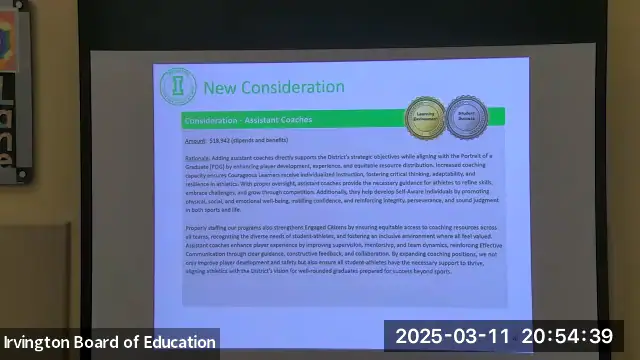 New Consideration
Consideration - Assistant Coaches
Learning
Environment
Student
Success
Amount: $18,942 (stipends and benefits)
Rationale: Adding assistant coaches directly supports the District's strategic objectives while aligning with the Portrait of a
Graduate (POG) by enhancing player development, experience, and equitable resource distribution. Increased coaching
capacity ensures Courageous Learners receive individualized instruction, fostering critical thinking, adaptability, and
resilience in athletics. With proper oversight, assistant coaches provide the necessary guidance for athletes to refine skills,
embrace challenges, and grow through competition. Additionally, they help develop Self-Aware Individuals by promoting
physical, social, and emotional well-being, instilling confidence, and reinforcing integrity, perseverance, and sound judgment
in both sports and life.
Properly staffing our programs also strengthens Engaged Citizens by ensuring equitable access to coaching resources across
all teams, recognizing the diverse needs of student-athletes, and fostering an inclusive environment where all feel valued.
Assistant coaches enhance player experience by improving supervision, mentorship, and team dynamics, reinforcing Effective
Communication through clear guidance, constructive feedback, and collaboration. By expanding coaching positions, we not
only improve player development and safety but also ensure all student-athletes have the necessary support to thrive,
aligning athletics with the District's vision for well-rounded graduates prepared for success beyond sports.
Irvington Board of Education
2025-03-11 20:54:39